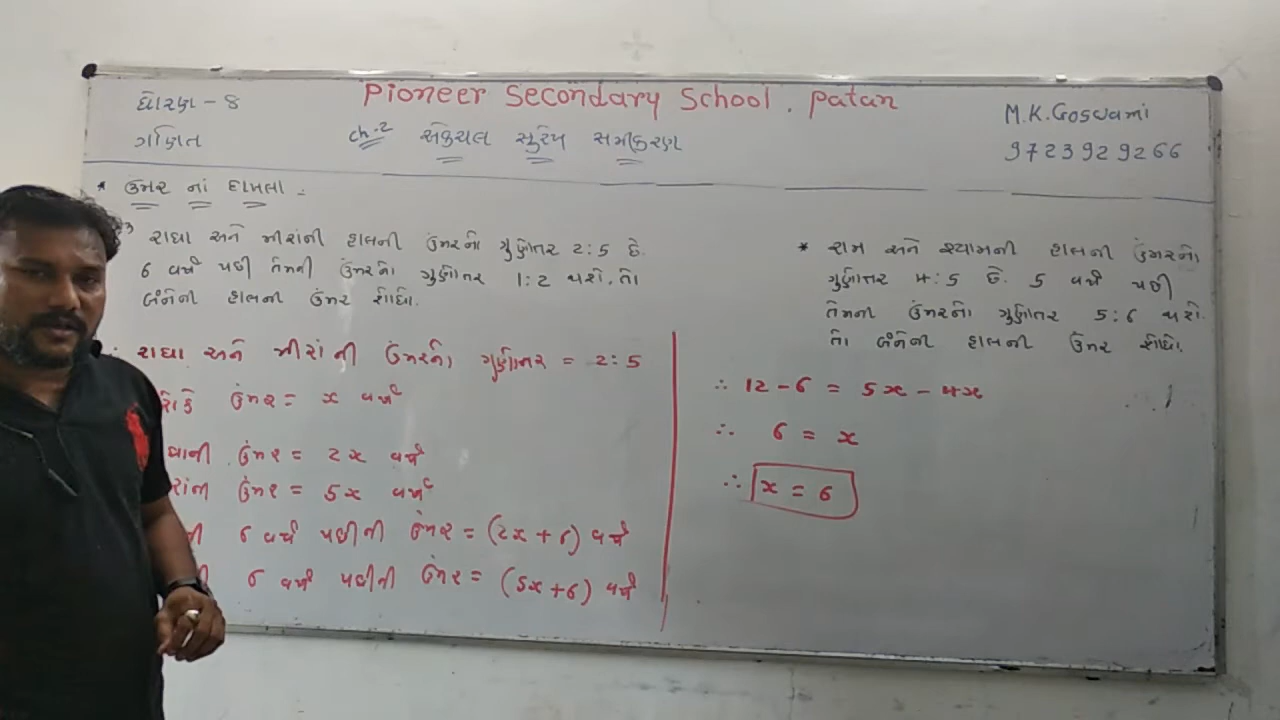 ધોરણ - ૪
ગણિત
Pioneer Secondary School. Patan
ch.2 એકચલ સુરેખ સમીકરણ
M.K.Goswami
9723929266
* ઉંમર નાં દાખલા :
રાધા અને મીરાંની હાલની ઉંમરનો ગુણોત્તર 2:5 છે.
6 વર્ષ પછી તેમની ઉંમરનો ગુણોત્તર 1:2 થશે. તો
બંનેની હાલની ઉંમર શોધો.
રાધા અને મીરાં ની ઉંમરનો ગુણોત્તર = 2:5
ઉંમર = x વર્ષ
ઉંમર = 2x વર્ષ
ઉંમર = 5x વર્ષ
6 વર્ષ પછીની ઉંમર = (2x + 6) વર્ષ
6 વર્ષ પછીની ઉંમર = (5x+6) વર્ષ
* રામ અને શ્યામની હાલની ઉંમરનો
ગુણોત્તર 4:5 છે. 5 વર્ષ પછી
તેમની ઉંમરનો ગુણોત્તર 5:6 થશે.
તો બંનેની હાલની ઉંમર શોધો.
∴ 12 - 6 = 5x - 4x
∴ 6 = x
∴ x = 6